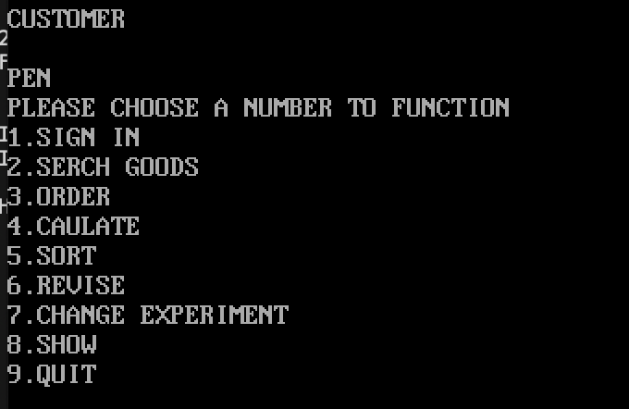 CUSTOMER
PEN
PLEASE CHOOSE A NUMBER TO FUNCTION
1.SIGN IN
2.SERCH GOODS
3.ORDER
4.CAULATE
5.SORT
6.REVISE
7.CHANGE EXPERIMENT
8.SHOW
9.QUIT